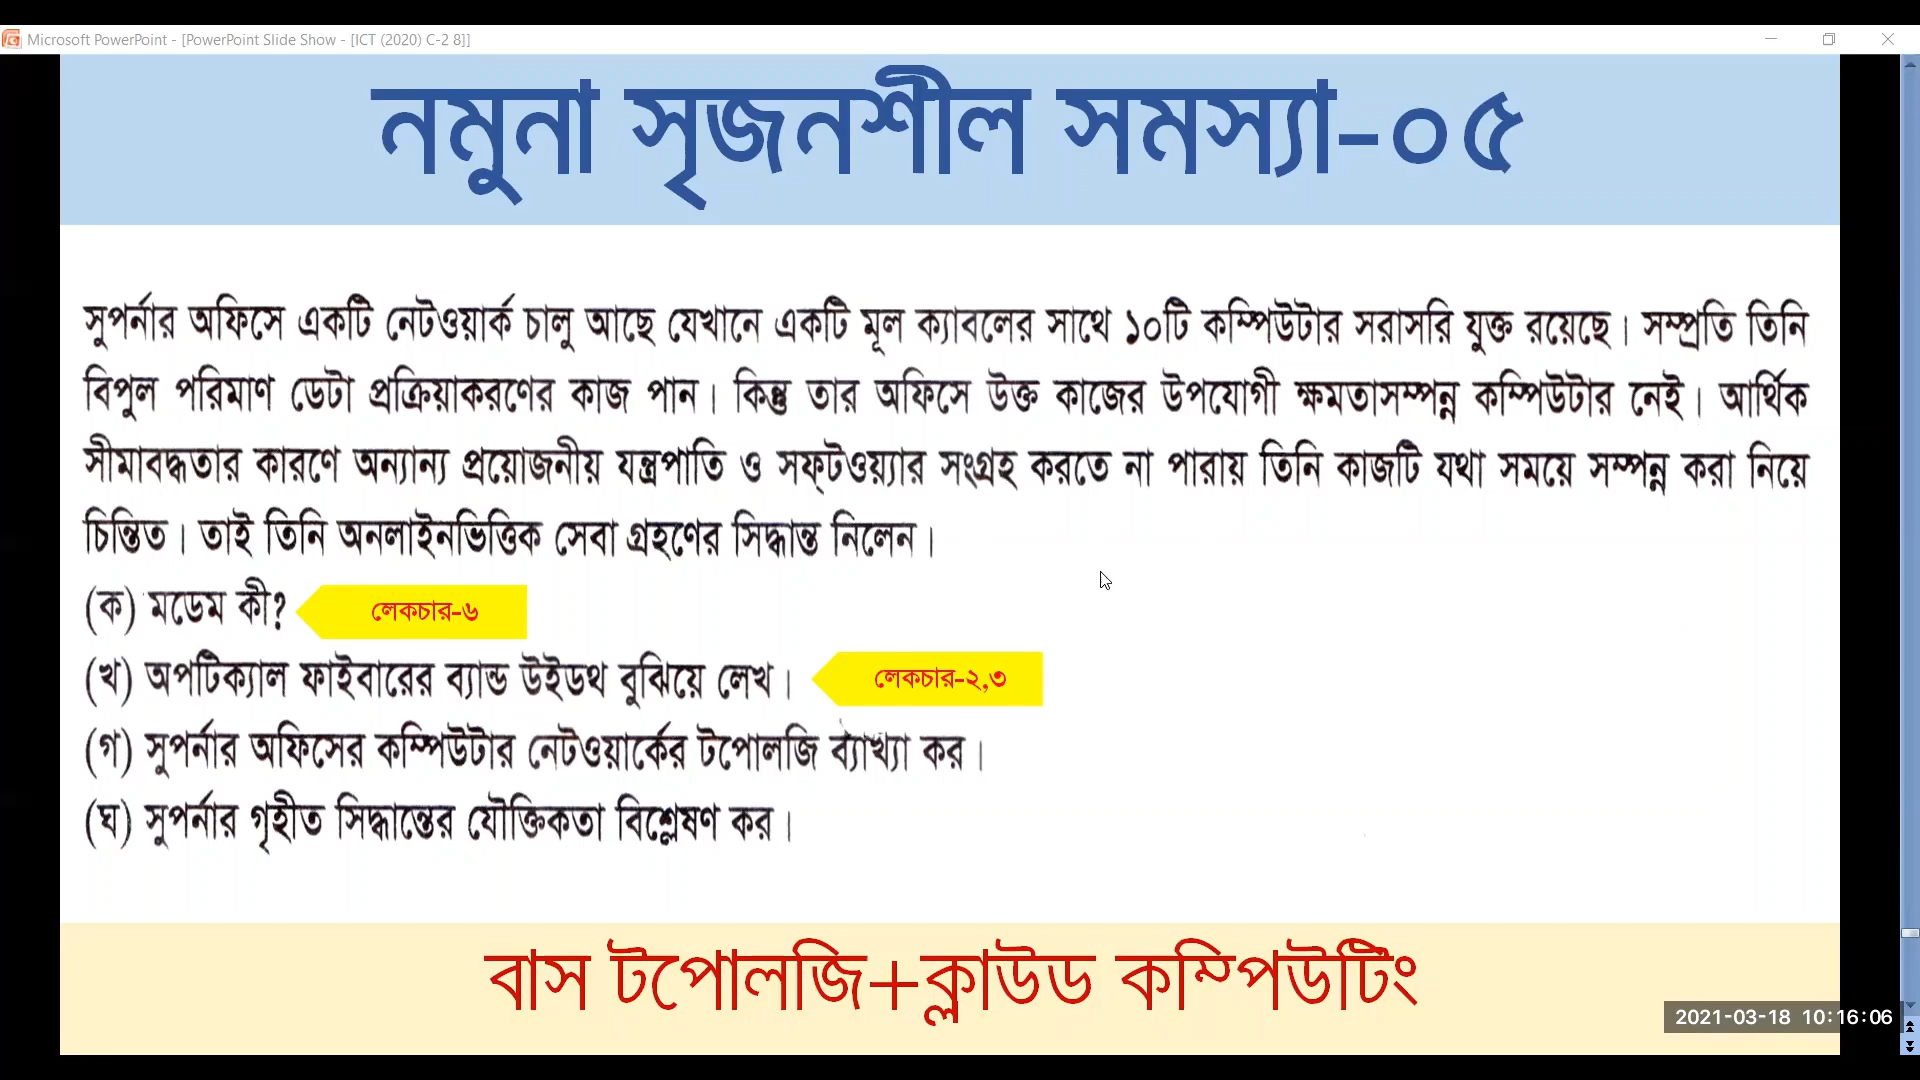 Microsoft PowerPoint - [PowerPoint Slide Show - [ICT (2020) C-2 8]]
নমুনা সৃজনশীল সমস্যা-০৫
সুপর্নার অফিসে একটি নেটওয়ার্ক চালু আছে যেখানে একটি মূল ক্যাবলের সাথে ১০টি কম্পিউটার সরাসরি যুক্ত রয়েছে। সম্প্রতি তিনি
বিপুল পরিমাণ ডেটা প্রক্রিয়াকরণের কাজ পান। কিন্তু তার অফিসে উক্ত কাজের উপযোগী ক্ষমতাসম্পন্ন কম্পিউটার নেই। আর্থিক
সীমাবদ্ধতার কারণে অন্যান্য প্রয়োজনীয় যন্ত্রপাতি ও সফ্টওয়্যার সংগ্রহ করতে না পারায় তিনি কাজটি যথা সময়ে সম্পন্ন করা নিয়ে
চিন্তিত। তাই তিনি অনলাইনভিত্তিক সেবা গ্রহণের সিদ্ধান্ত নিলেন।
(ক) মডেম কী? লেকচার-৬
(খ) অপটিক্যাল ফাইবারের ব্যান্ড উইডথ বুঝিয়ে লেখ। লেকচার-২,৩
(গ) সুপর্নার অফিসের কম্পিউটার নেটওয়ার্কের টপোলজি ব্যাখ্যা কর।
(ঘ) সুপর্নার গৃহীত সিদ্ধান্তের যৌক্তিকতা বিশ্লেষণ কর।
বাস টপোলজি+ক্লাউড কম্পিউটিং
2021-03-18 10:16:06